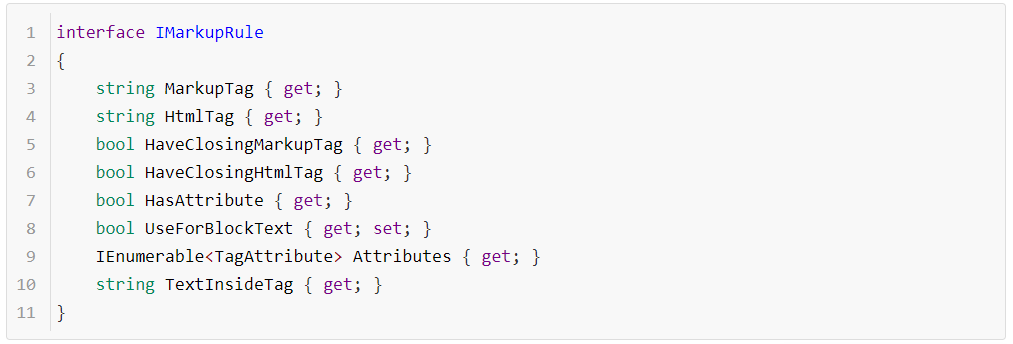 1 interface IMarkupRule
2 {
3     string MarkupTag { get; }
4     string HtmlTag { get; }
5     bool HaveClosingMarkupTag { get; }
6     bool HaveClosingHtmlTag { get; }
7     bool HasAttribute { get; }
8     bool UseForBlockText { get; set; }
9     IEnumerable<TagAttribute> Attributes { get; }
10     string TextInsideTag { get; }
11 }